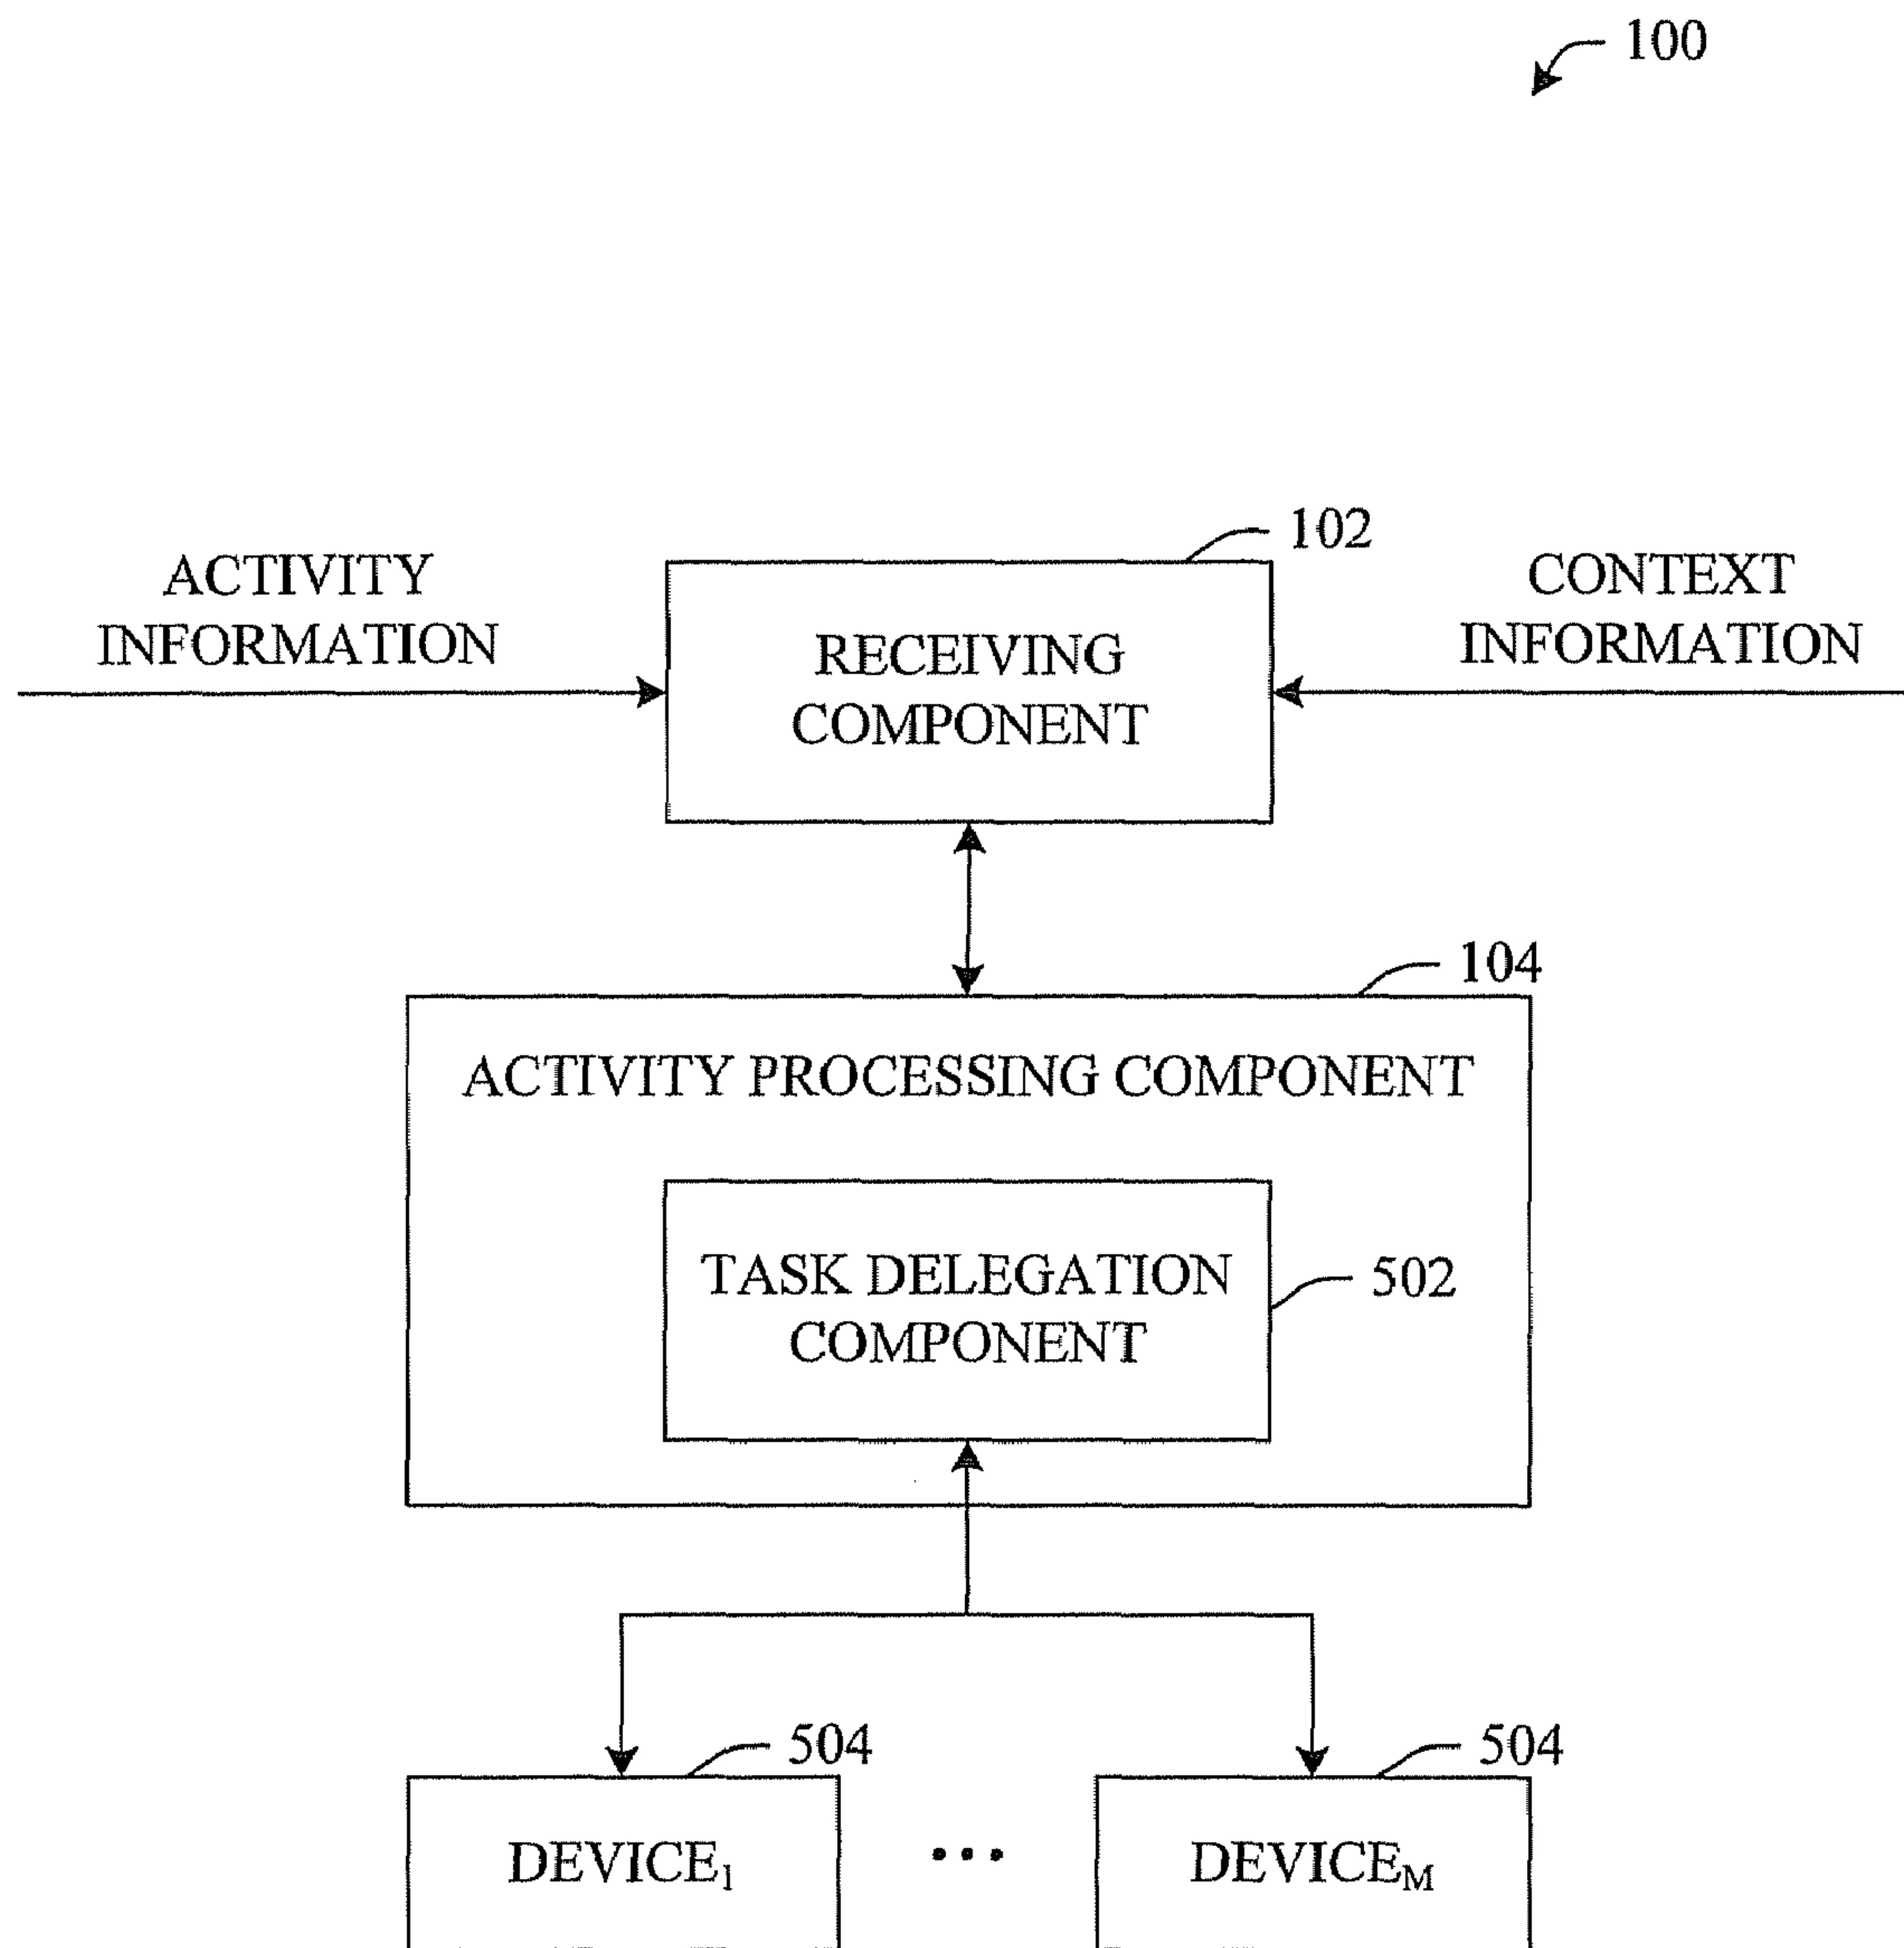 100
102
ACTIVITY
INFORMATION
CONTEXT
INFORMATION
RECEIVING
COMPONENT
104
ACTIVITY PROCESSING COMPONENT
TASK DELEGATION
COMPONENT
502
504
504
DEVICE₁
...
DEVICEM